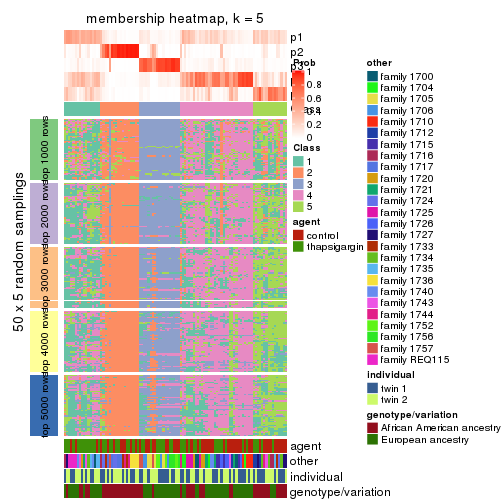 membership heatmap, k = 5
p1
p2
p3
Prob
1
0.8
0.6
0.4
0.2
0
Class
1
2
3
4
5
agent
control
thapsigargin
other
family 1700
family 1704
family 1705
family 1706
family 1710
family 1712
family 1715
family 1716
family 1717
family 1720
family 1721
family 1724
family 1725
family 1726
family 1727
family 1733
family 1734
family 1735
family 1736
family 1740
family 1743
family 1744
family 1752
family 1756
family 1757
family REQ115
individual
twin 1
twin 2
genotype/variation
African American ancestry
European ancestry
50 x 5 random samplings
top 1000 rows
top 2000 rows
top 3000 rows
top 4000 rows
top 5000 rows
agent
other
individual
genotype/variation